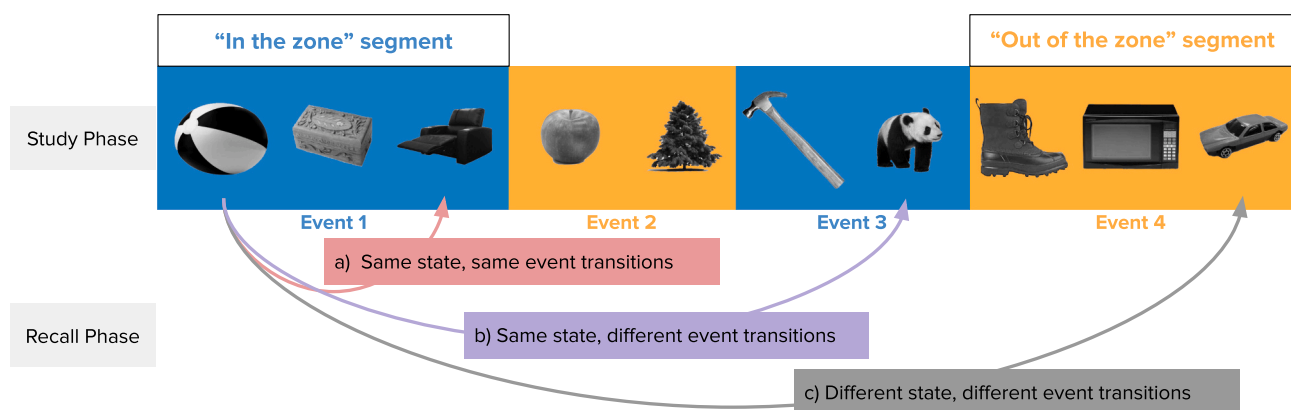 “In the zone” segment
“Out of the zone” segment
Study Phase
Event 1
Event 2
Event 3
Event 4
a) Same state, same event transitions
Recall Phase
b) Same state, different event transitions
c) Different state, different event transitions